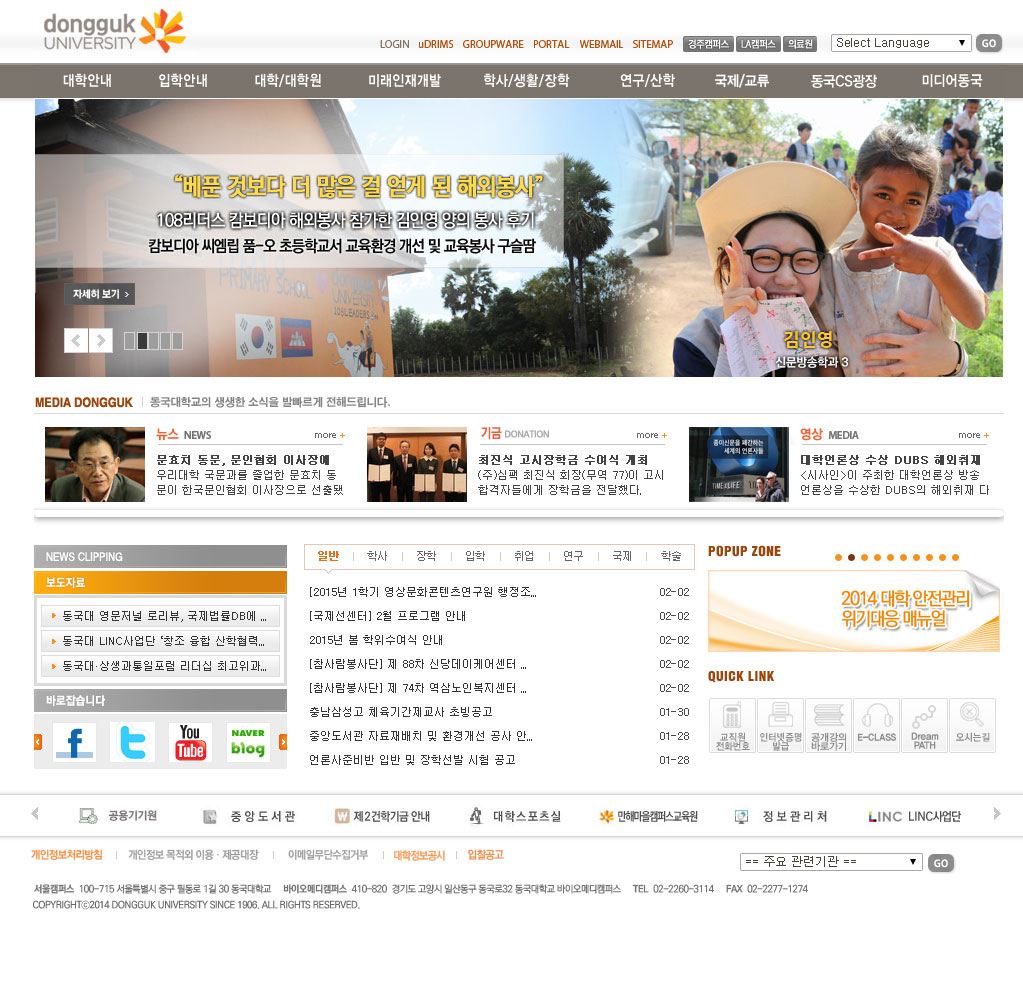 dongguk
UNIVERSITY
LOGIN uDRIMS GROUPWARE PORTAL WEBMAIL SITEMAP 경주캠퍼스 LA캠퍼스 의료원 Select Language GO
대학안내 입학안내 대학/대학원 미래인재개발 학사/생활/장학 연구/산학 국제/교류 동국CS광장 미디어동국
“베푼 것보다 더 많은 걸 얻게 된 해외봉사”
108리더스 캄보디아 해외봉사 참가한 김인영 양의 봉사 후기
캄보디아 씨엠립 품-오 초등학교서 교육환경 개선 및 교육봉사 구슬땀
PRIMARY SCHOOL
dongguk
UNIVERSITY
108LEADERS
자세히 보기 >
김인영
신문방송학과 3
MEDIA DONGGUK 동국대학교의 생생한 소식을 발빠르게 전해드립니다.
뉴스 NEWS more +
문효치 동문, 문인협회 이사장에
우리대학 국문과를 졸업한 문효치 동
문이 한국문인협회 이사장으로 선출됐
기금 DONATION more +
최진식 고시장학금 수여식 개최
(주)심팩 최진식 회장(무역 77)이 고시
합격자들에게 장학금을 전달했다.
중이신문을 폐간하는
세계의 언론사들
TIME&LIFE
영상 MEDIA more +
대학언론상 수상 DUBS 해외취재
<시사인>이 주최한 대학언론상 방송
언론상을 수상한 DUBS의 해외취재 다
NEWS CLIPPING
보도자료
동국대 영문저널 로리뷰, 국제법률DB에 ...
동국대 LINC사업단 '창조 융합 산학협력...
동국대·상생과통일포럼 리더십 최고위과...
바로잡습니다
You
Tube
NAVER
blog
일반 학사 장학 입학 취업 연구 국제 학술
[2015년 1학기 영상문화콘텐츠연구원 행정조... 02-02
[국제선센터] 2월 프로그램 안내 02-02
2015년 봄 학위수여식 안내 02-02
[참사람봉사단] 제 88차 신당데이케어센터 ... 02-02
[참사람봉사단] 제 74차 역삼노인복지센터 ... 02-02
충남삼성고 체육기간제교사 초빙공고 01-30
중앙도서관 자료재배치 및 환경개선 공사 안... 01-28
언론사준비반 입반 및 장학선발 시험 공고 01-28
POPUP ZONE
2014 대학 안전관리
위기대응 매뉴얼
QUICK LINK
교직원
전화번호
인터넷증명
발급
공개강의
바로가기
E-CLASS
Dream
PATH
오시는길
공용기기원 중앙도서관 제2건학기금 안내 대학스포츠실 만해마을캠퍼스교육원 정보관리처 LINC LINC사업단
개인정보처리방침 개인정보 목적외 이용·제공대장 이메일무단수집거부 대학정보공시 입찰공고
== 주요 관련기관 == GO
서울캠퍼스 100-715 서울특별시 중구 필동로 1길 30 동국대학교 바이오메디캠퍼스 410-820 경기도 고양시 일산동구 동국로32 동국대학교 바이오메디캠퍼스 TEL 02-2260-3114 FAX 02-2277-1274
COPYRIGHTⓒ2014 DONGGUK UNIVERSITY SINCE 1906. ALL RIGHTS RESERVED.